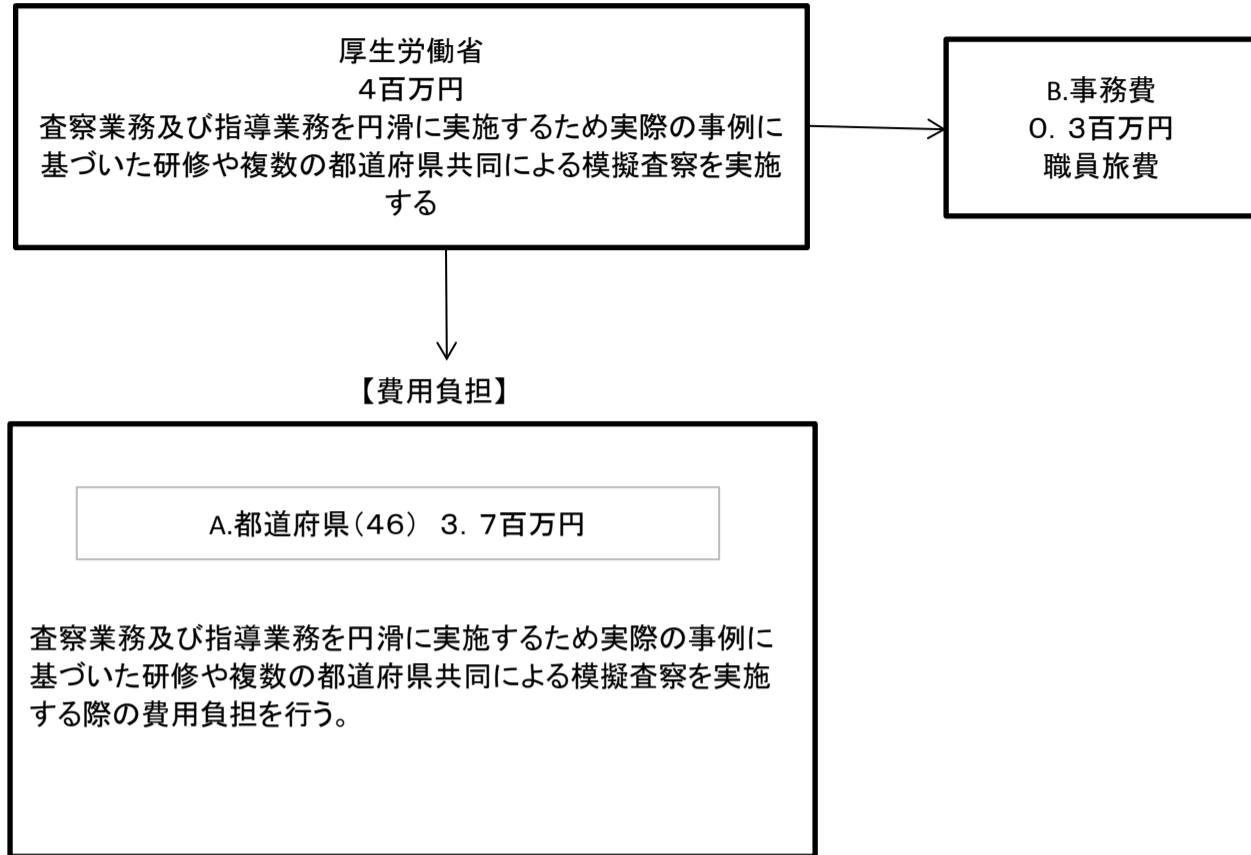 厚生労働省
４百万円
査察業務及び指導業務を円滑に実施するため実際の事例に
基づいた研修や複数の都道府県共同による模擬査察を実施
する
B.事務費
０．３百万円
職員旅費
【費用負担】
A.都道府県（４６）　３．７百万円
査察業務及び指導業務を円滑に実施するため実際の事例に
基づいた研修や複数の都道府県共同による模擬査察を実施
する際の費用負担を行う。